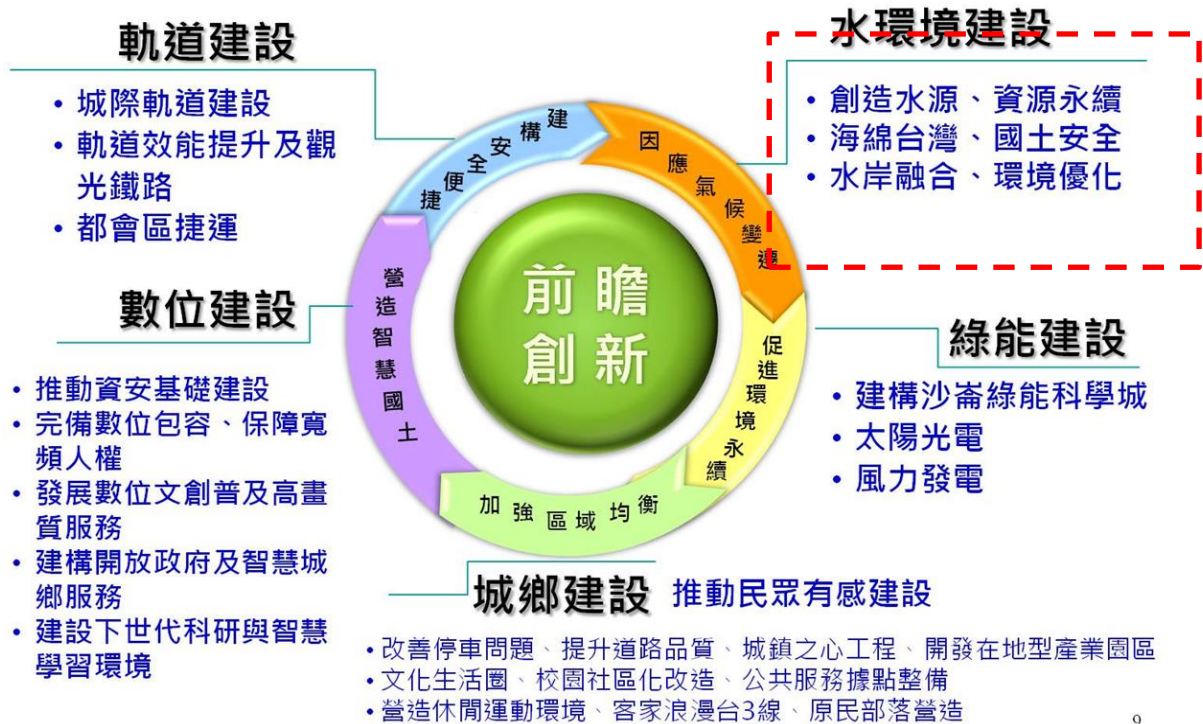 軌道建設
• 城際軌道建設
• 軌道效能提升及觀
光鐵路
• 都會區捷運
水環境建設
• 創造水源、資源永續
• 海綿台灣、國土安全
• 水岸融合、環境優化
建構安全便捷
因應氣候變遷
前瞻
創新
營造智慧國土
促進環境永續
加強區域均衡
數位建設
• 推動資安基礎建設
• 完備數位包容、保障寬
頻人權
• 發展數位文創普及高畫
質服務
• 建構開放政府及智慧城
鄉服務
• 建設下世代科研與智慧
學習環境
綠能建設
• 建構沙崙綠能科學城
• 太陽光電
• 風力發電
城鄉建設 推動民眾有感建設
• 改善停車問題、提升道路品質、城鎮之心工程、開發在地型產業園區
• 文化生活圈、校園社區化改造、公共服務據點整備
• 營造休閒運動環境、客家浪漫台3線、原民部落營造
9